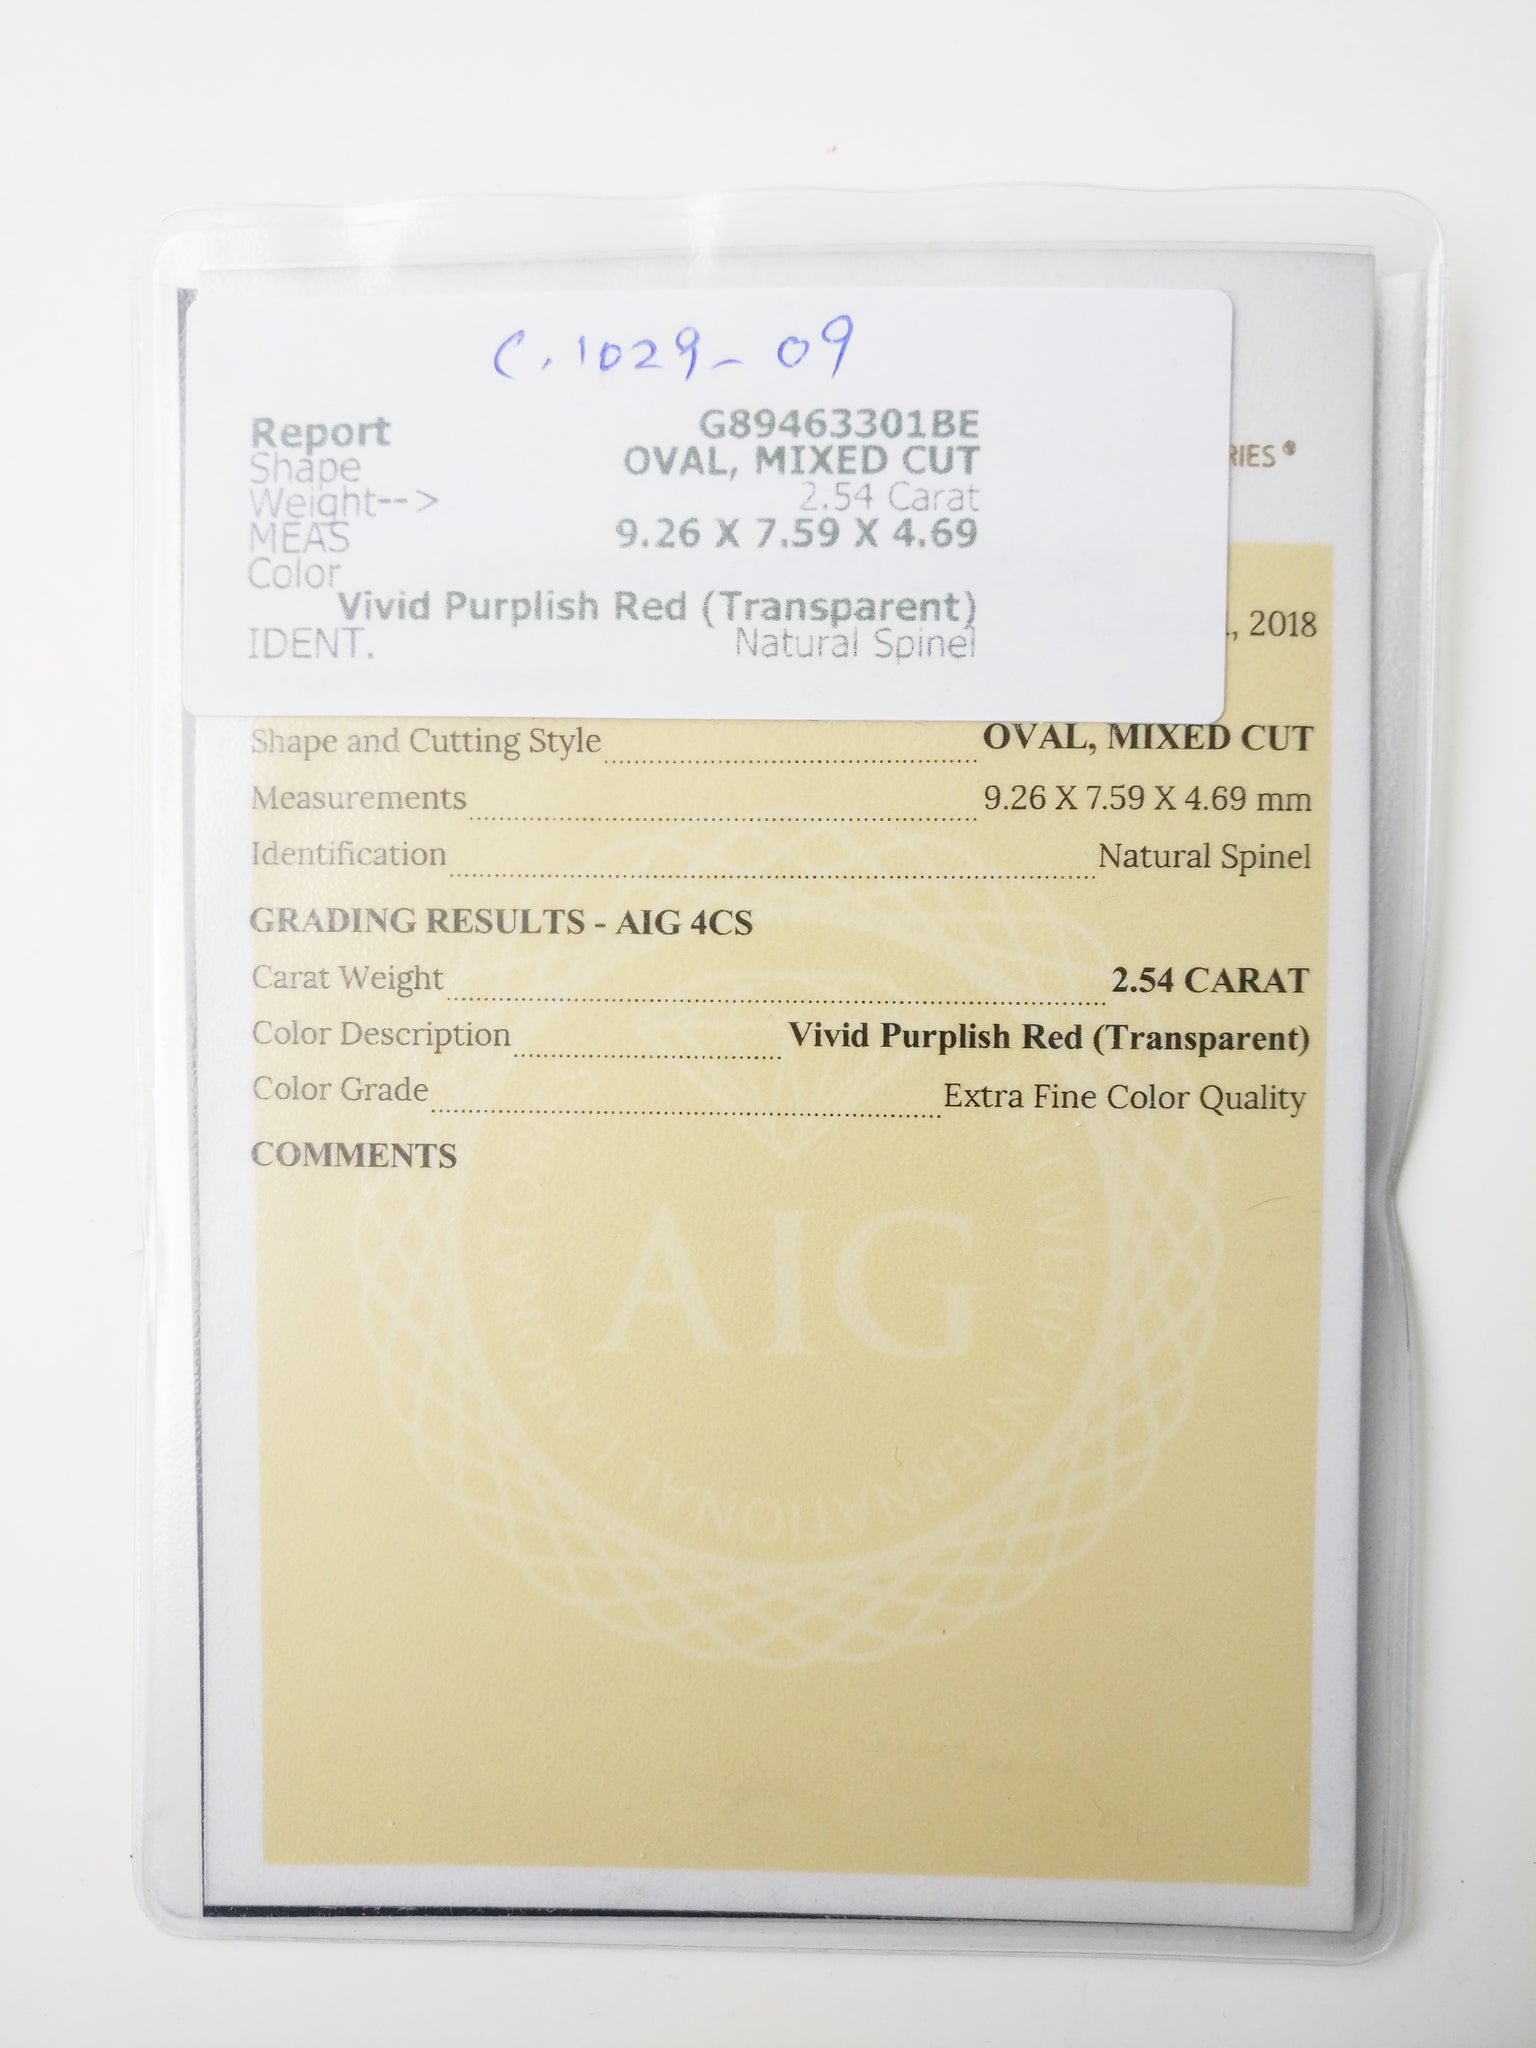 C.1029-09
Report G89463301BE
Shape OVAL, MIXED CUT
Weight--> 2.54 Carat
MEAS 9.26 X 7.59 X 4.69
Color
Vivid Purplish Red (Transparent)
IDENT. Natural Spinel
RIES®
, 2018
Shape and Cutting Style OVAL, MIXED CUT
Measurements 9.26 X 7.59 X 4.69 mm
Identification Natural Spinel
GRADING RESULTS - AIG 4CS
Carat Weight 2.54 CARAT
Color Description Vivid Purplish Red (Transparent)
Color Grade Extra Fine Color Quality
COMMENTS
AIG
ANTWERP INTERNATIONAL LABOR